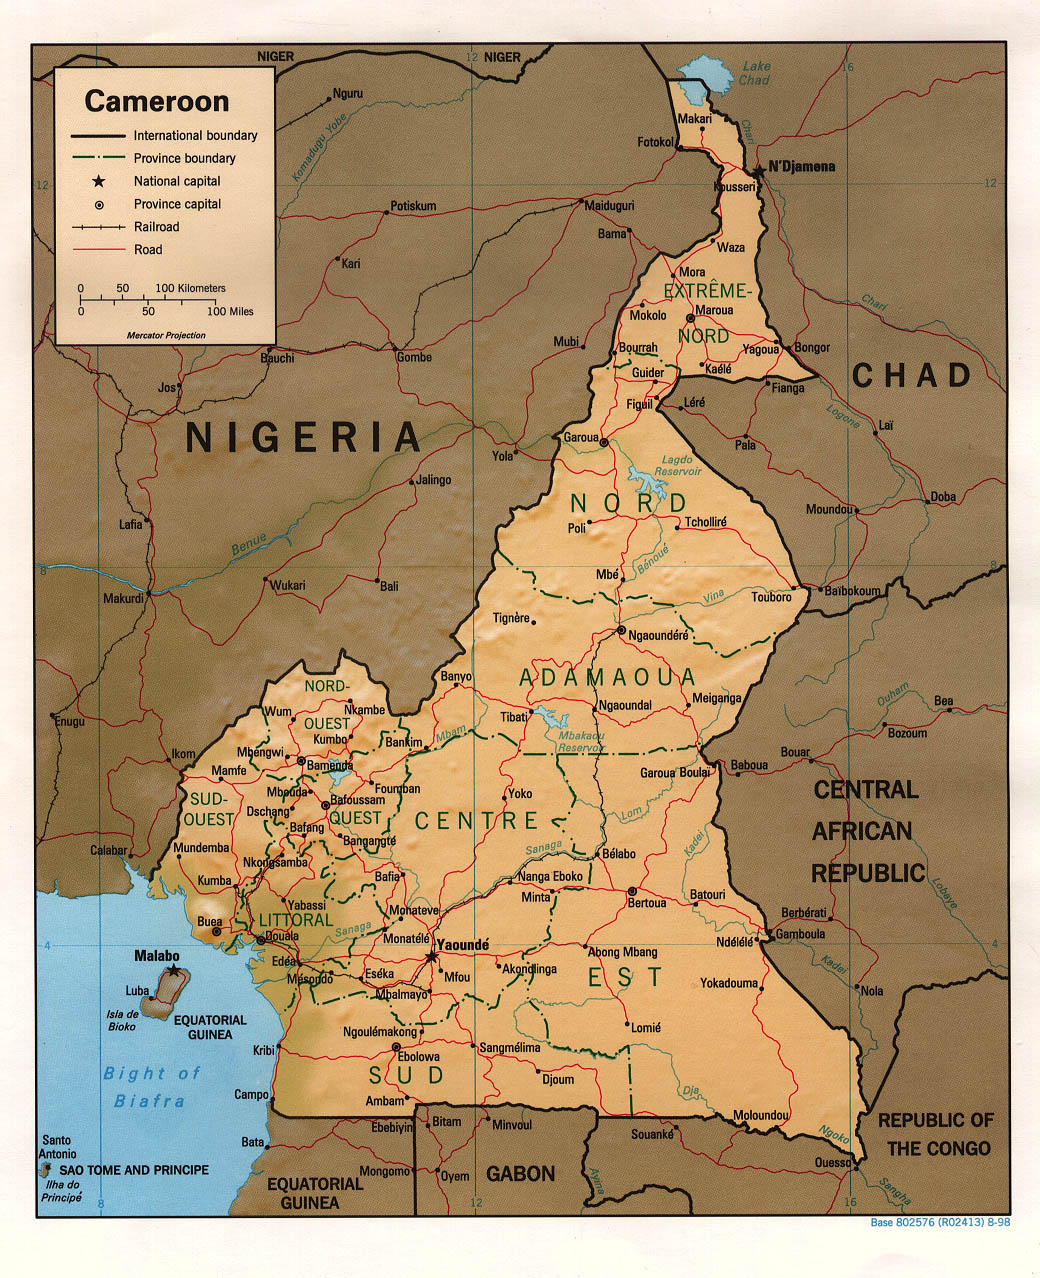 NIGER
NIGER
12
16
Lake
Chad
Cameroon
International boundary
Province boundary
National capital
Province capital
Railroad
Road
0 50 100 Kilometers
0 50 100 Miles
Mercator Projection
Nguru
Komadugu Yobe
Makari
Chari
Fotokol
N'Djamena
12
12
Kousseri
Potiskum
Maiduguri
Bama
Waza
Kari
Mora
EXTRÊME-
NORD
Maroua
Mokolo
Chari
Mubi
Bourrah
Yagoua
Bongor
Bauchi
Gombe
Kaélé
Guider
Fianga
CHAD
Jos
Figuil
Léré
Logone
Laï
NIGERIA
Garoua
Pala
Yola
Lagdo
Reservoir
Jalingo
NORD
Doba
Moundou
Lafia
Poli
Tcholliré
Benue
Bénoué
8
8
Mbé
Wukari
Bali
Makurdi
Vina
Touboro
Baïbokoum
Tignère
Ngaoundéré
ADAMAOUA
Banyo
NORD-
OUEST
Meiganga
Ouham
Bea
Wum
Nkambe
Tibati
Ngaoundal
Enugu
Kumbo
Bankim
Mbam
Mbakaou
Reservoir
Bozoum
Ikom
Mbengwi
Bamenda
Bouar
Mamfe
Garoua Boulaï
Baboua
Mbouda
Foumban
SUD-
OUEST
Bafoussam
OUEST
Yoko
CENTRAL
AFRICAN
REPUBLIC
Dschang
Lom
CENTRE
Bafang
Bangangté
Kadeï
Calabar
Mundemba
Nkongsamba
Sanaga
Bélabo
Kumba
Bafia
Nanga Eboko
Minta
Bertoua
Batouri
Lobaye
Yabassi
LITTORAL
Monateve
Berbérati
Buea
Sanaga
Douala
Monatélé
Yaoundé
Ndélélé
Gamboula
4
4
Malabo
Edéa
Abong Mbang
Kadeï
Mésondo
Eséka
Mfou
Akonolinga
EST
Yokadouma
Nola
Luba
Mbalmayo
Isla de
Bioko
EQUATORIAL
GUINEA
Ngoulémakong
Lomié
Kribi
Ebolowa
Sangmélima
SUD
Djoum
Bight of
Biafra
Campo
Ambam
Dja
Moloundou
Ngoko
Ebebiyin
Bitam
Minvoul
Souanké
REPUBLIC OF
THE CONGO
Santo
Antonio
Bata
SAO TOME AND PRINCIPE
Mongomo
Oyem
GABON
Ouesso
Ilha do
Príncipé
EQUATORIAL
GUINEA
Ayina
Sangha
8
12
16
Base 802576 (R02413) 8-98